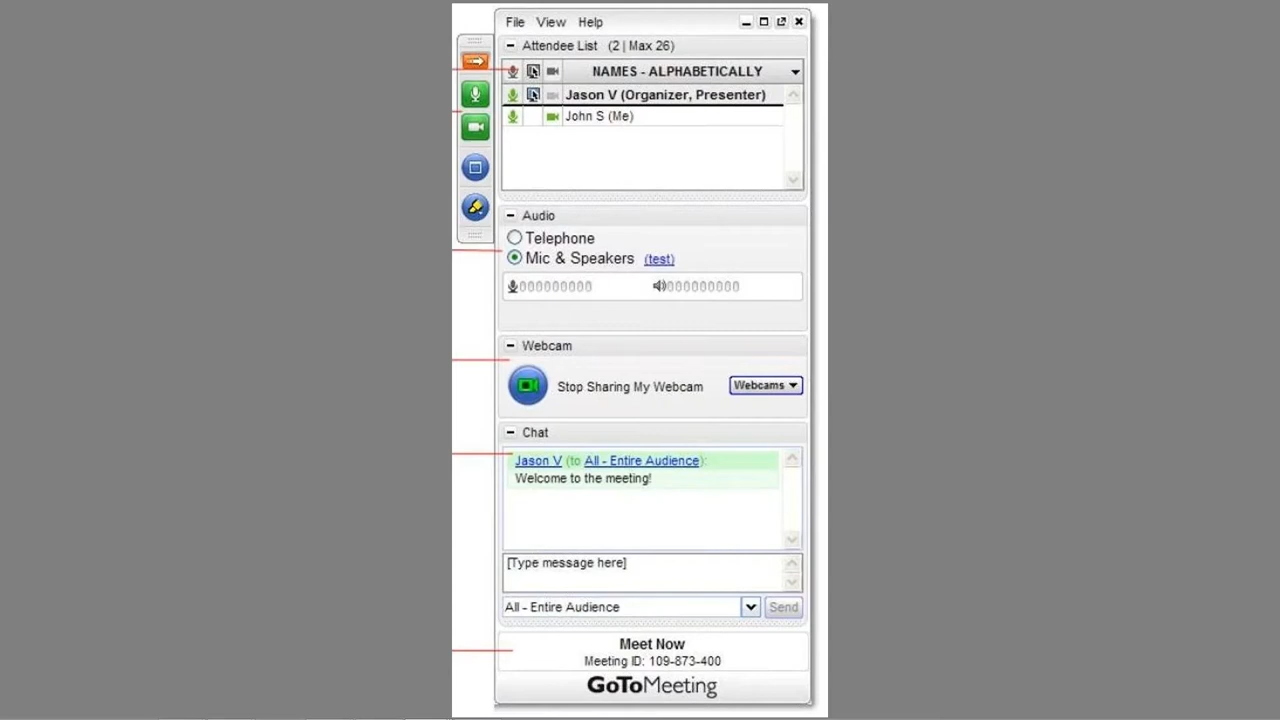 File View Help
Attendee List (2 | Max 26)
NAMES - ALPHABETICALLY
Jason V (Organizer, Presenter)
John S (Me)
Audio
Telephone
Mic & Speakers (test)
Webcam
Stop Sharing My Webcam Webcams
Chat
Jason V (to All - Entire Audience):
Welcome to the meeting!
[Type message here]
All - Entire Audience Send
Meet Now
Meeting ID: 109-873-400
GoToMeeting